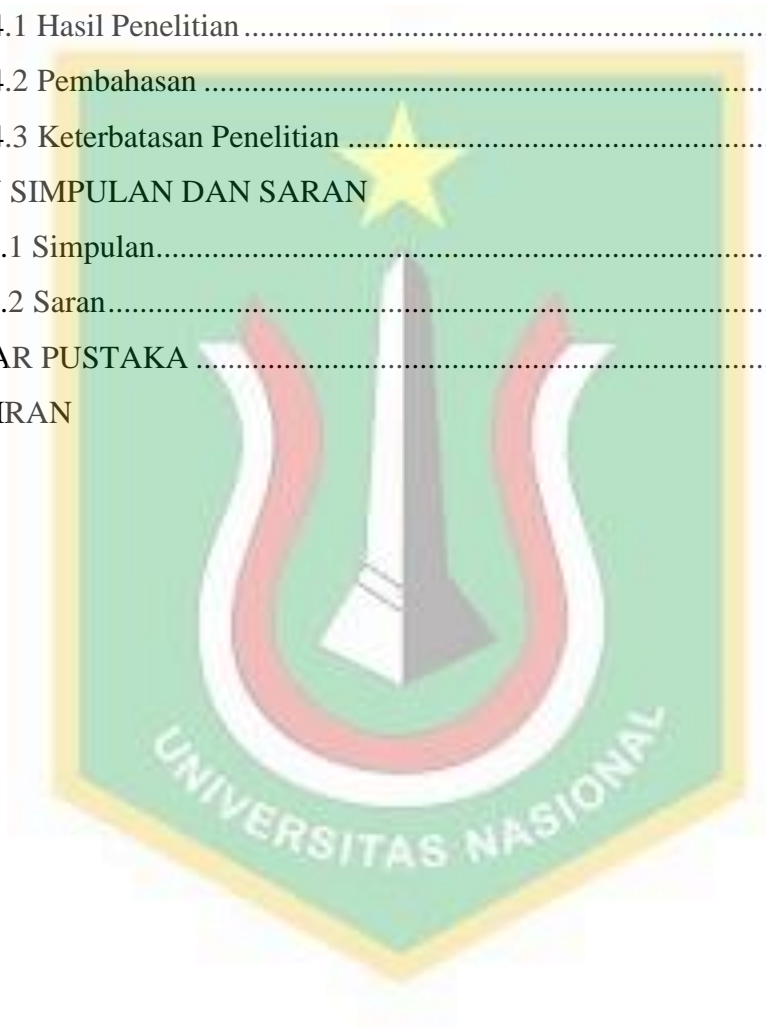 4.1 Hasil Penelitian ....................................................................
4.2 Pembahasan .........................................................................
4.3 Keterbatasan Penelitian .......................................................
SIMPULAN DAN SARAN
.1 Simpulan...............................................................................
.2 Saran.....................................................................................
AR PUSTAKA ..........................................................................
IRAN
UNIVERSITAS NASIONAL